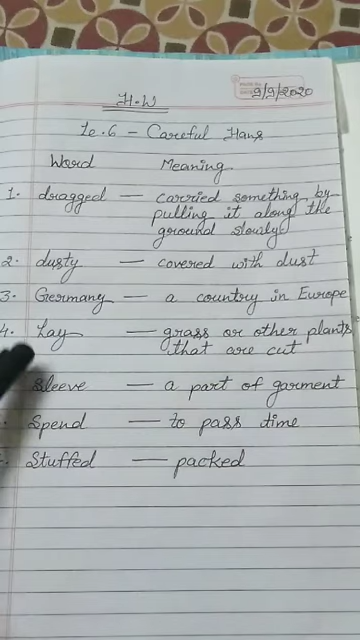 9/9/2020
H.W
Le.6 - Careful Hans
Word Meaning
1. dragged — carried something by
pulling it along the
ground slowly
2. dusty — covered with dust
3. Germany — a country in Europe
4. Hay — grass or other plants
that are cut
Sleeve — a part of garment
Spend — to pass time
Stuffed — packed